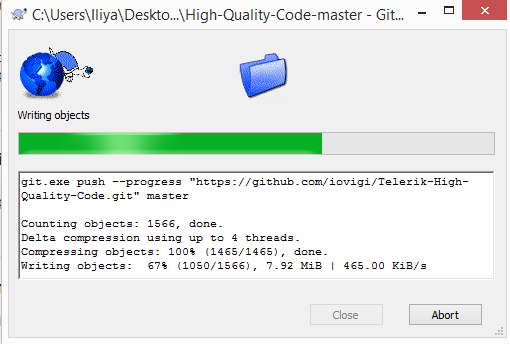 C:\Users\Iliya\Deskto...\High-Quality-Code-master - Git...
Writing objects
git.exe push --progress "https://github.com/iovigi/Telerik-High-
Quality-Code.git" master
Counting objects: 1566, done.
Delta compression using up to 4 threads.
Compressing objects: 100% (1465/1465), done.
Writing objects:  67% (1050/1566), 7.92 MiB | 465.00 KiB/s
Close
Abort